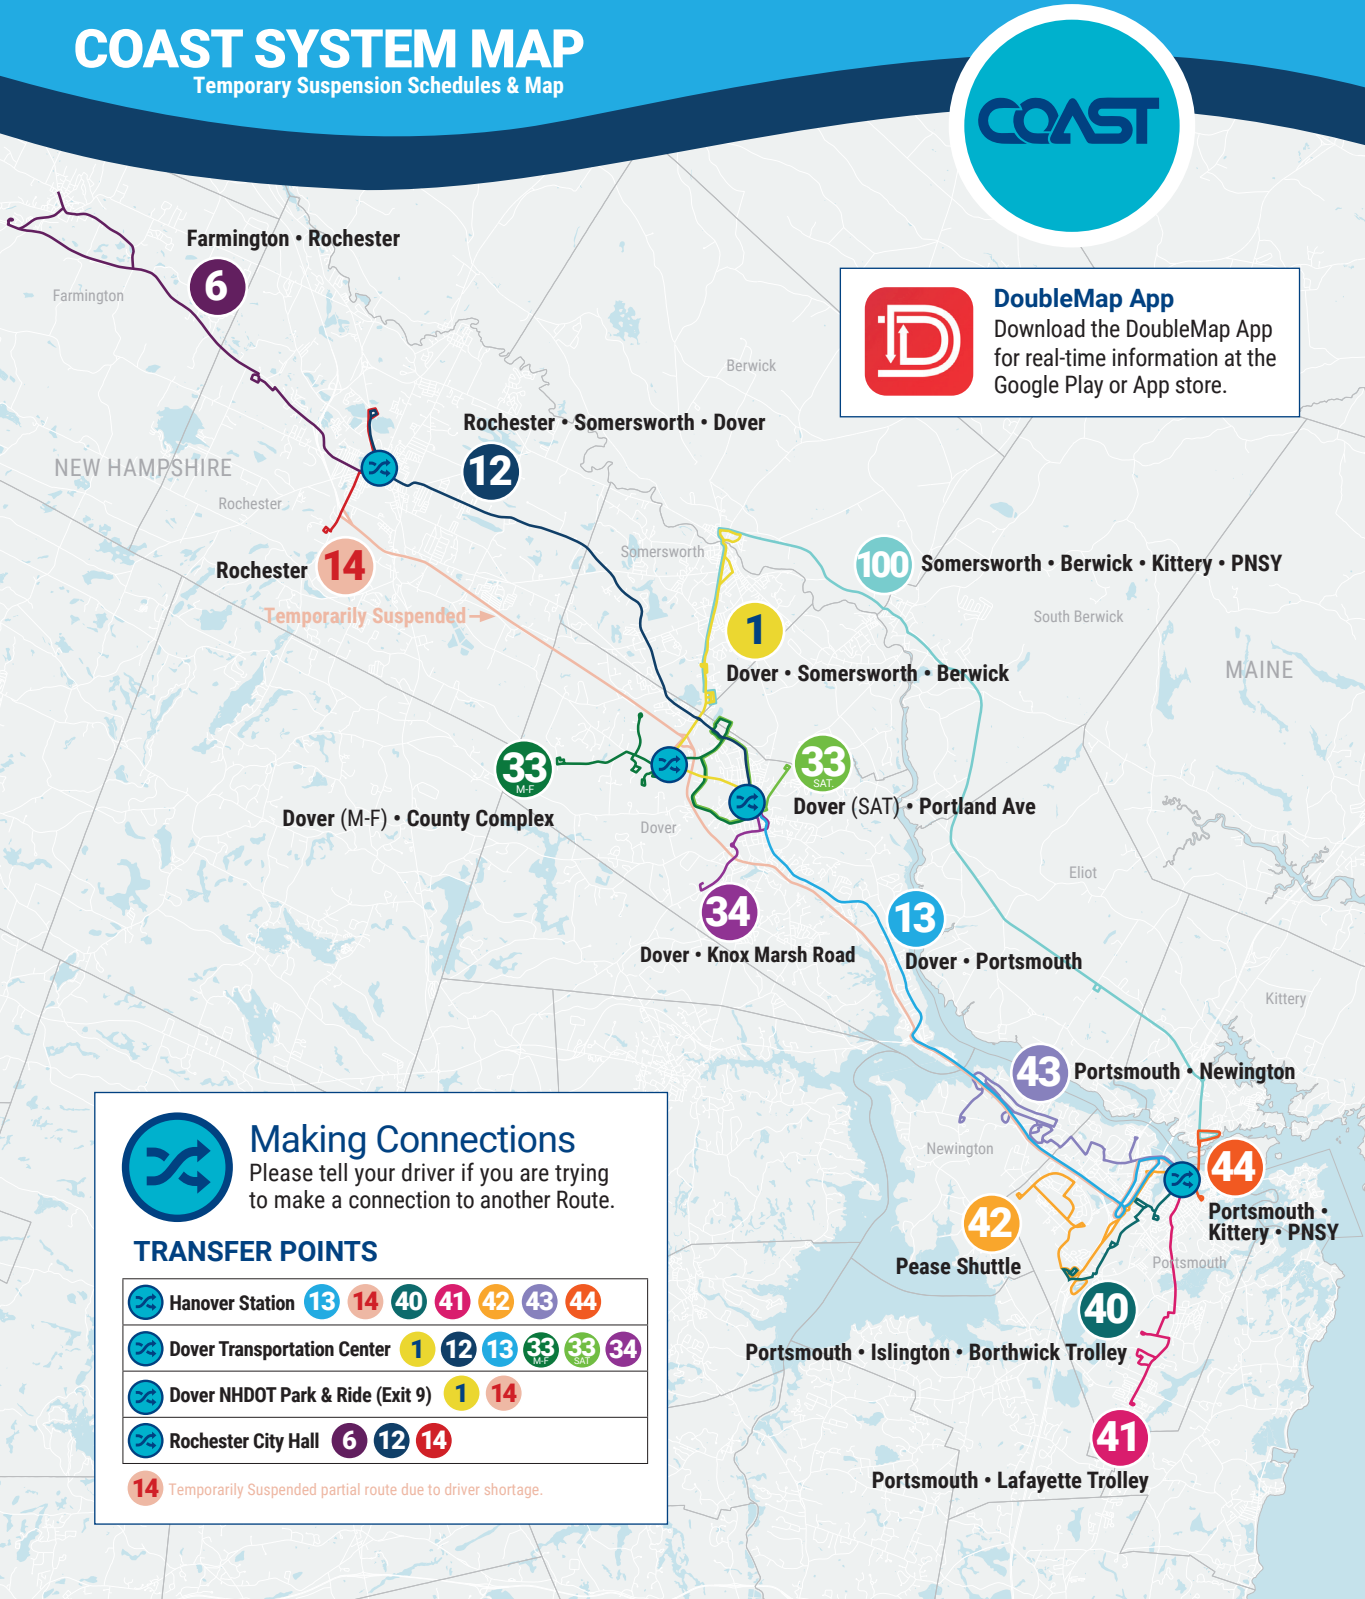 COAST SYSTEM MAP
Temporary Suspension Schedules & Map
COAST
Farmington • Rochester
6
Farmington
DoubleMap App
Download the DoubleMap App
for real-time information at the
Google Play or App store.
D
Berwick
Rochester • Somersworth • Dover
12
NEW HAMPSHIRE
Rochester
Somersworth
100
Somersworth • Berwick • Kittery • PNSY
Rochester
14
Temporarily Suspended
South Berwick
1
Dover • Somersworth • Berwick
MAINE
33
M-F
Dover (M-F) • County Complex
33
SAT.
Dover (SAT) • Portland Ave
Dover
Eliot
34
Dover • Knox Marsh Road
13
Dover • Portsmouth
Kittery
43
Portsmouth • Newington
Newington
44
Portsmouth •
Kittery • PNSY
42
Pease Shuttle
Portsmouth
40
Portsmouth • Islington • Borthwick Trolley
41
Portsmouth • Lafayette Trolley
Making Connections
Please tell your driver if you are trying
to make a connection to another Route.
TRANSFER POINTS
Hanover Station 13 14 40 41 42 43 44
Dover Transportation Center 1 12 13 33 M-F 33 SAT 34
Dover NHDOT Park & Ride (Exit 9) 1 14
Rochester City Hall 6 12 14
14 Temporarily Suspended partial route due to driver shortage.